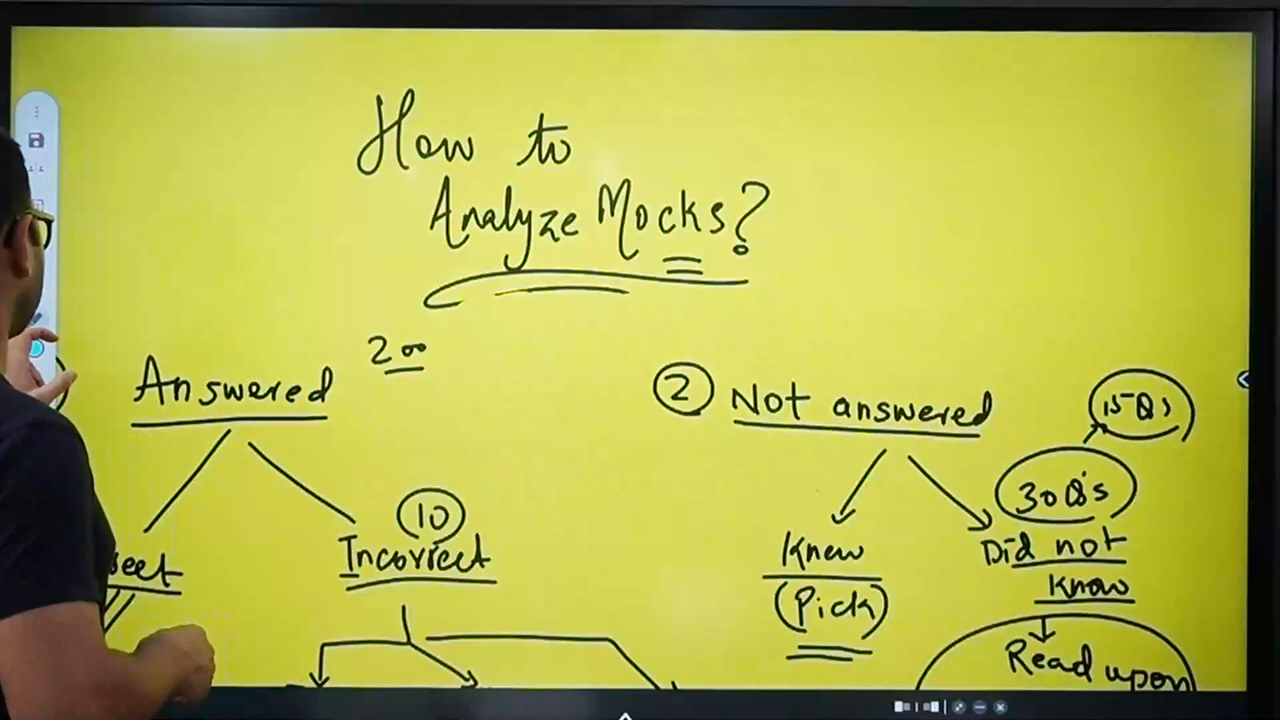 How to
Analyze Mocks?
200
Answered
2 Not answered
15 Qs
30 Q's
10
Incorrect
Knew
(Pick)
Did not
know
Read upon